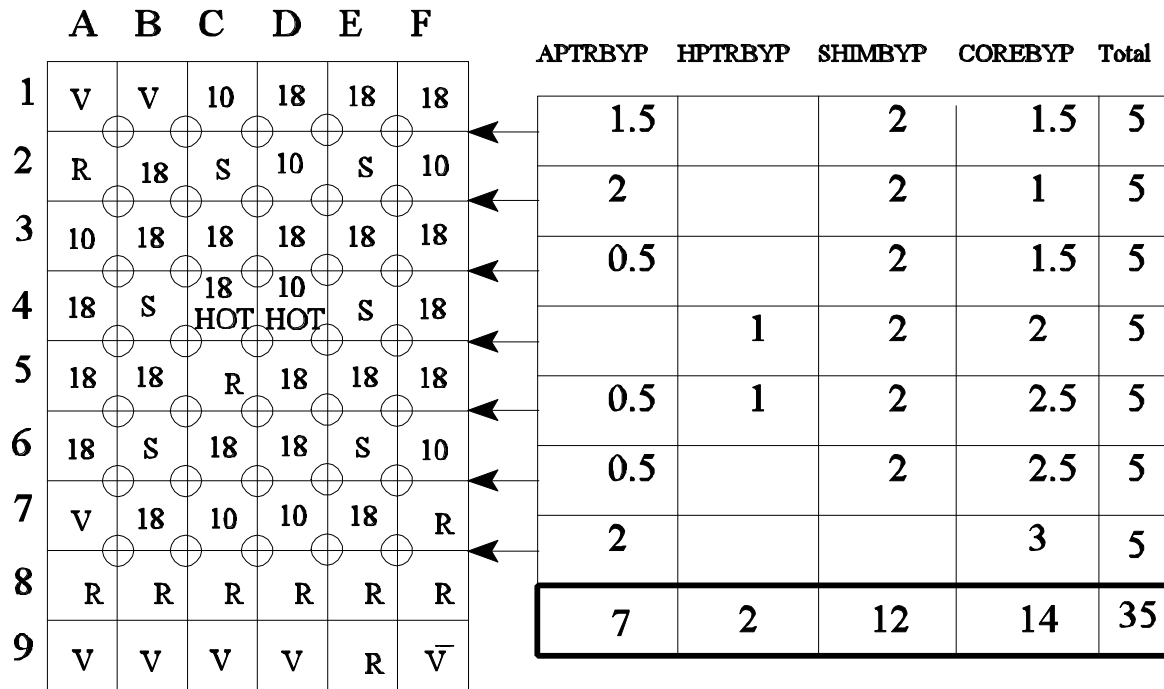 A B C D E F
APTRBYP HPTRBYP SHIMBYP COREBYP Total
1 V V 10 18 18 18
1.5 2 1.5 5
2 R 18 S 10 S 10
2 2 1 5
3 10 18 18 18 18 18
0.5 2 1.5 5
4 18 S 18 HOT 10 HOT S 18
1 2 2 5
5 18 18 R 18 18 18
0.5 1 2 2.5 5
6 18 S 18 18 S 10
0.5 2 2.5 5
7 V 18 10 10 18 R
2 3 5
8 R R R R R R
7 2 12 14 35
9 V V V V R V̅